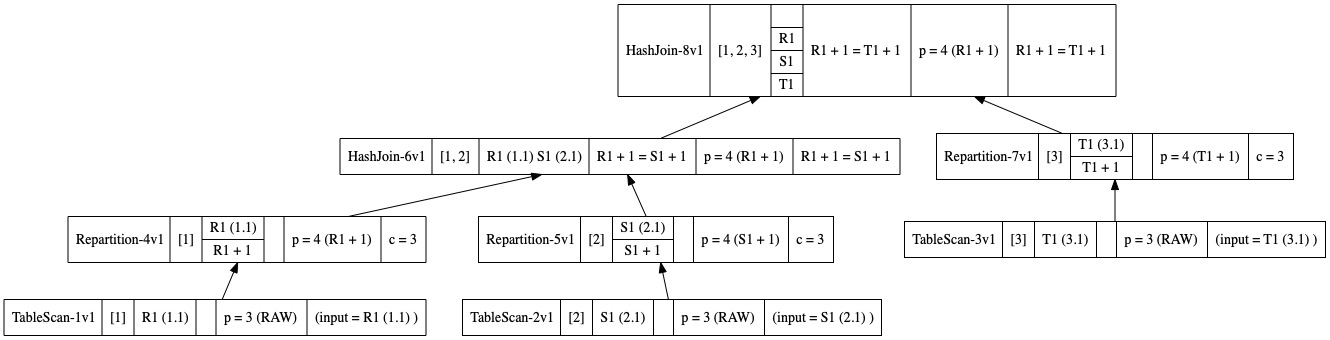 HashJoin-8v1 [1, 2, 3] R1 S1 T1 R1 + 1 = T1 + 1 p = 4 (R1 + 1) R1 + 1 = T1 + 1
HashJoin-6v1 [1, 2] R1 (1.1) S1 (2.1) R1 + 1 = S1 + 1 p = 4 (R1 + 1) R1 + 1 = S1 + 1
Repartition-7v1 [3] T1 (3.1) T1 + 1 p = 4 (T1 + 1) c = 3
Repartition-4v1 [1] R1 (1.1) R1 + 1 p = 4 (R1 + 1) c = 3
Repartition-5v1 [2] S1 (2.1) S1 + 1 p = 4 (S1 + 1) c = 3
TableScan-3v1 [3] T1 (3.1) p = 3 (RAW) (input = T1 (3.1) )
TableScan-1v1 [1] R1 (1.1) p = 3 (RAW) (input = R1 (1.1) )
TableScan-2v1 [2] S1 (2.1) p = 3 (RAW) (input = S1 (2.1) )